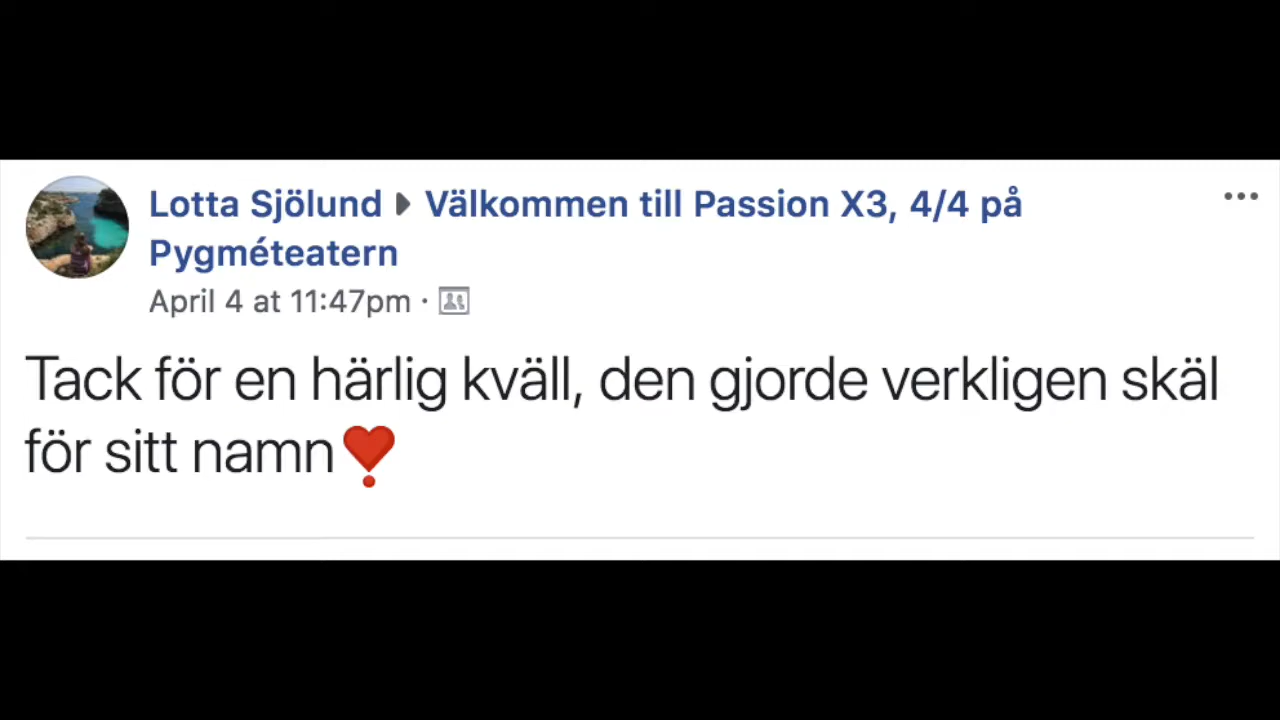 Lotta Sjölund ▶ Välkommen till Passion X3, 4/4 på
Pygméteatern
April 4 at 11:47pm ·
Tack för en härlig kväll, den gjorde verkligen skäl
för sitt namn❣